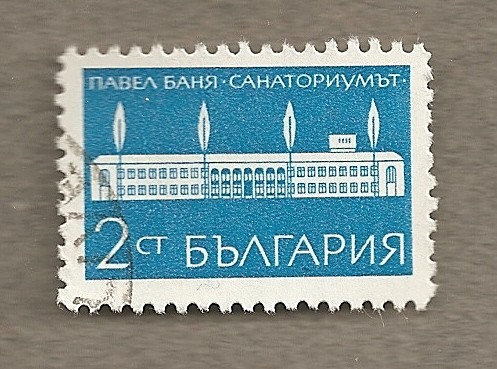 ПАВЕЛ БАНЯ · САНАТОРИУМЪТ ·
2 СТ БЪЛГАРИЯ